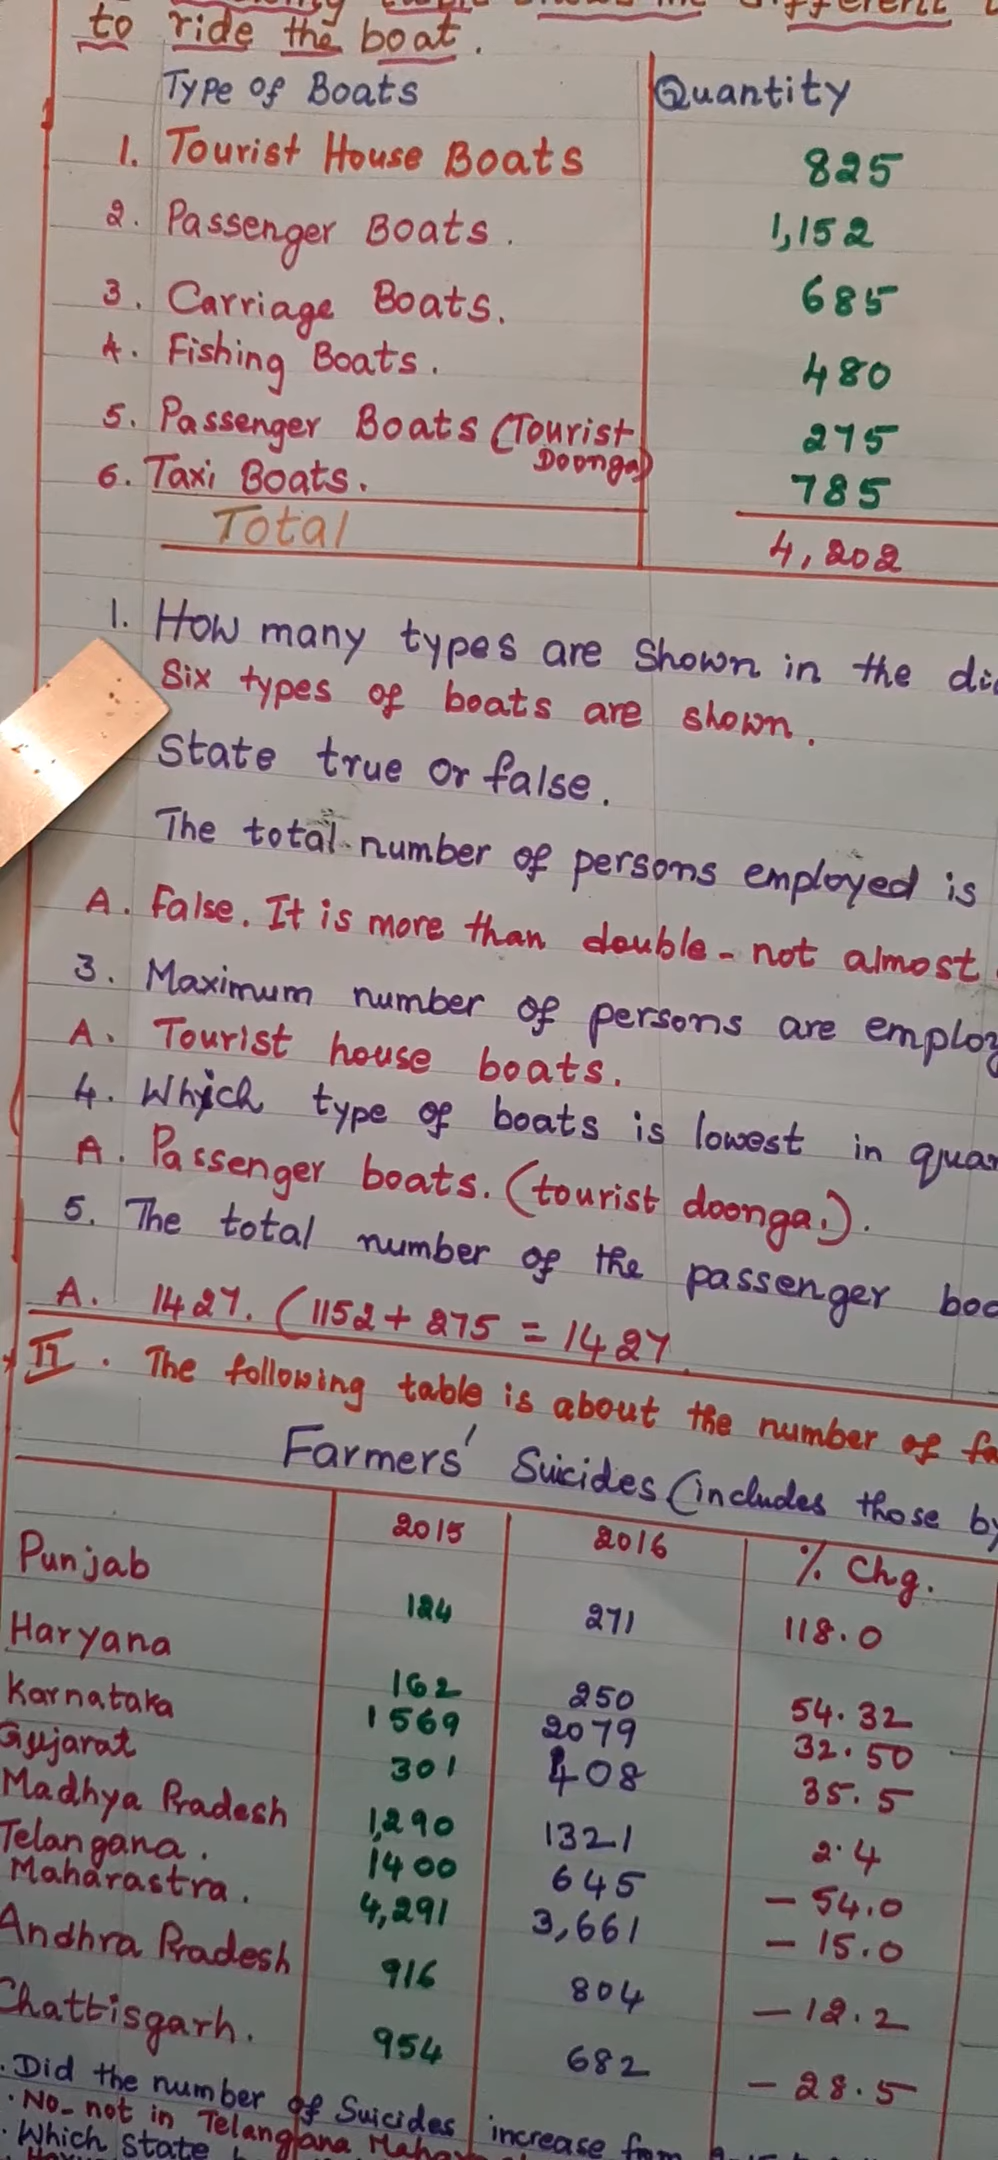 to ride the boat.
Type of Boats Quantity
1. Tourist House Boats 825
2. Passenger Boats. 1,152
3. Carriage Boats. 685
4. Fishing Boats. 480
5. Passenger Boats (Tourist Doonga) 275
6. Taxi Boats. 785
Total 4,202
1. How many types are shown in the
Six types of boats are shown.
State true or false.
The total number of persons employed is
A. False. It is more than double - not almost
3. Maximum number of persons are employ
A. Tourist house boats.
4. Which type of boats is lowest in quan
A. Passenger boats. (tourist doonga.).
5. The total number of the passenger boa
A. 1427. (1152 + 275 = 1427
II. The following table is about the number of fa
Farmers' Suicides (includes those by
2015 2016 % Chg.
Punjab 124 271 118.0
Haryana 162 250 54.32
Karnataka 1569 2079 32.50
Gujarat 301 408 35.5
Madhya Pradesh 1,290 1321 2.4
Telangana. 1400 645 - 54.0
Maharastra. 4,291 3,661 - 15.0
Andhra Pradesh 916 804 - 12.2
Chattisgarh. 954 682 - 28.5
. Did the number of Suicides increase from
. No - not in Telangana
. Which state